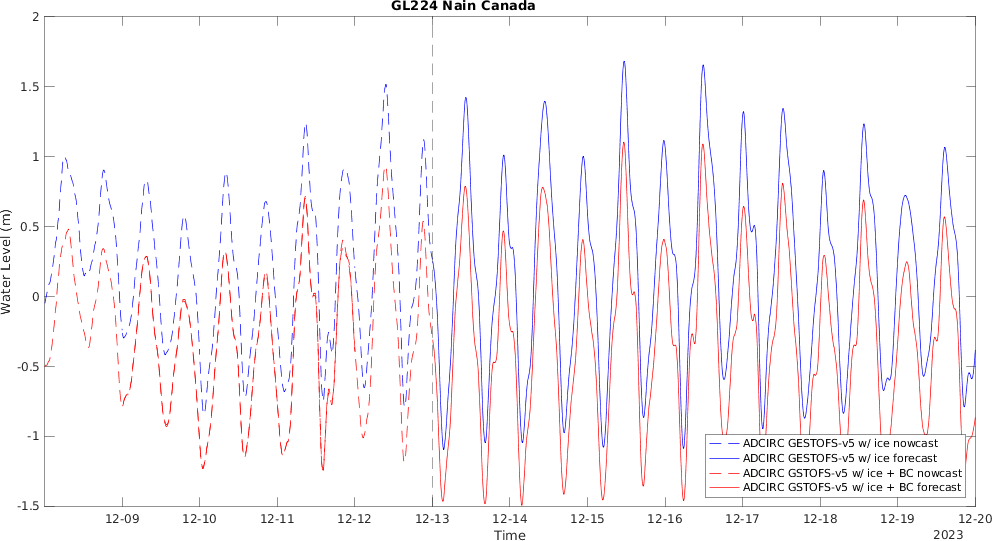 GL224 Nain Canada
2
1.5
1
0.5
0
-0.5
-1
-1.5
Water Level (m)
ADCIRC GESTOFS-v5 w/ ice nowcast
ADCIRC GESTOFS-v5 w/ ice forecast
ADCIRC GSTOFS-v5 w/ ice + BC nowcast
ADCIRC GSTOFS-v5 w/ ice + BC forecast
12-09 12-10 12-11 12-12 12-13 12-14 12-15 12-16 12-17 12-18 12-19 12-20
Time
2023